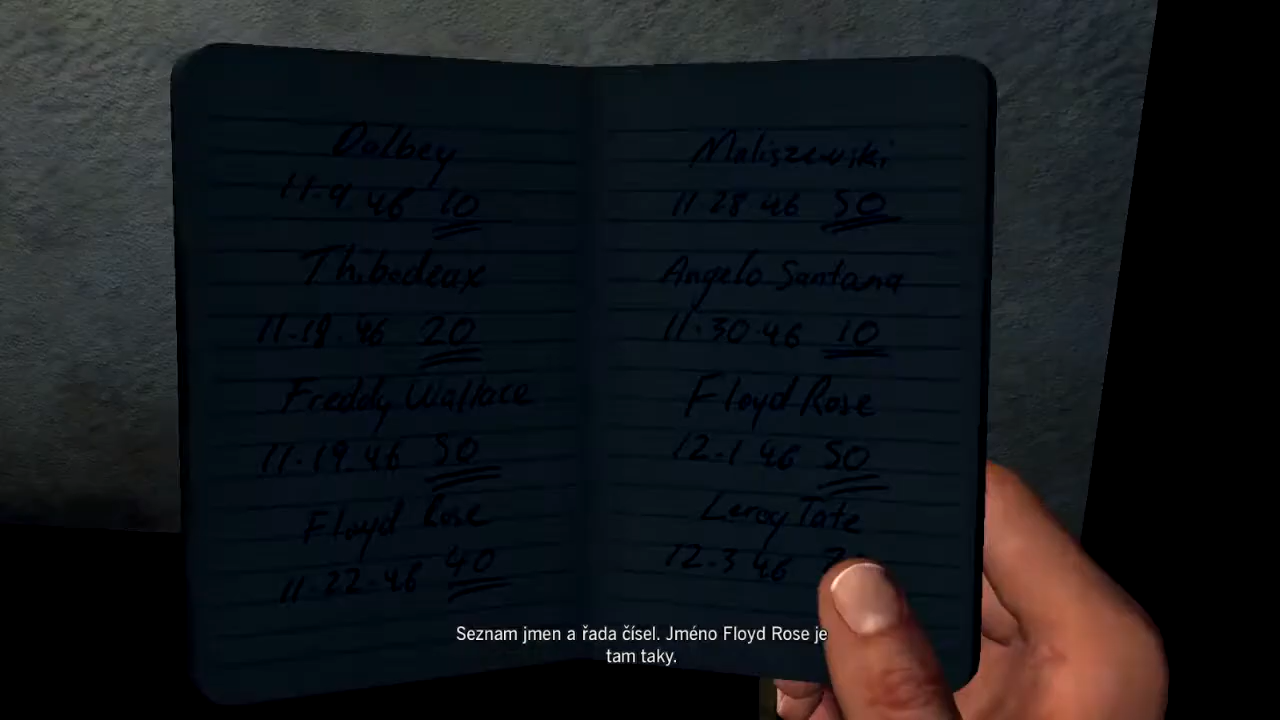 Dalbey
11-9 46 10
Thibodeax
11-18 46 20
Freddy Wallace
11-19 46 50
Floyd Rose
11-22-46 40
Maliszewski
11 28 46 50
Angelo Santana
11-30-46 10
Floyd Rose
12-1 46 50
Leroy Tate
12-3 46
Seznam jmen a řada čísel. Jméno Floyd Rose je
tam taky.